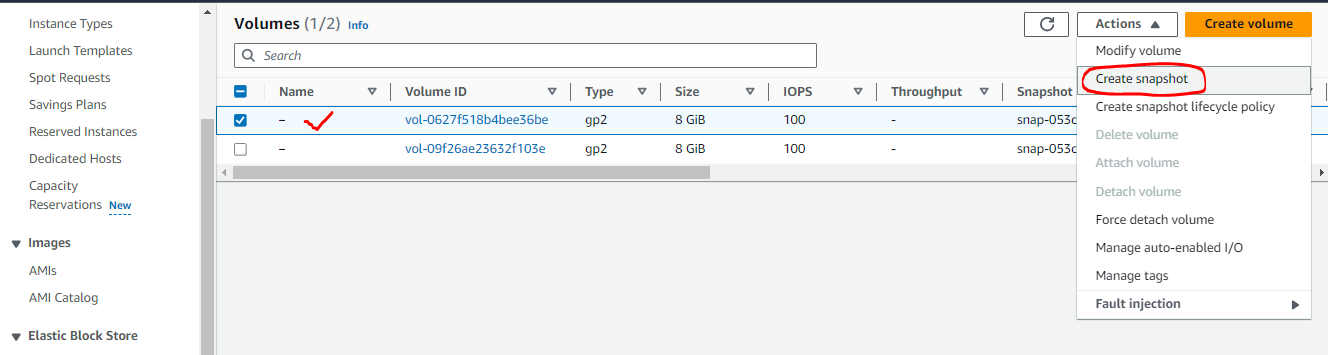 Instance Types
Launch Templates
Spot Requests
Savings Plans
Reserved Instances
Dedicated Hosts
Capacity
Reservations New
Images
AMIs
AMI Catalog
Elastic Block Store
Volumes (1/2) Info
Actions
Create volume
Search
Name Volume ID Type Size IOPS Throughput Snapshot
– vol-0627f518b4bee36be gp2 8 GiB 100 - snap-053c
– vol-09f26ae23632f103e gp2 8 GiB 100 - snap-053c
Modify volume
Create snapshot
Create snapshot lifecycle policy
Delete volume
Attach volume
Detach volume
Force detach volume
Manage auto-enabled I/O
Manage tags
Fault injection